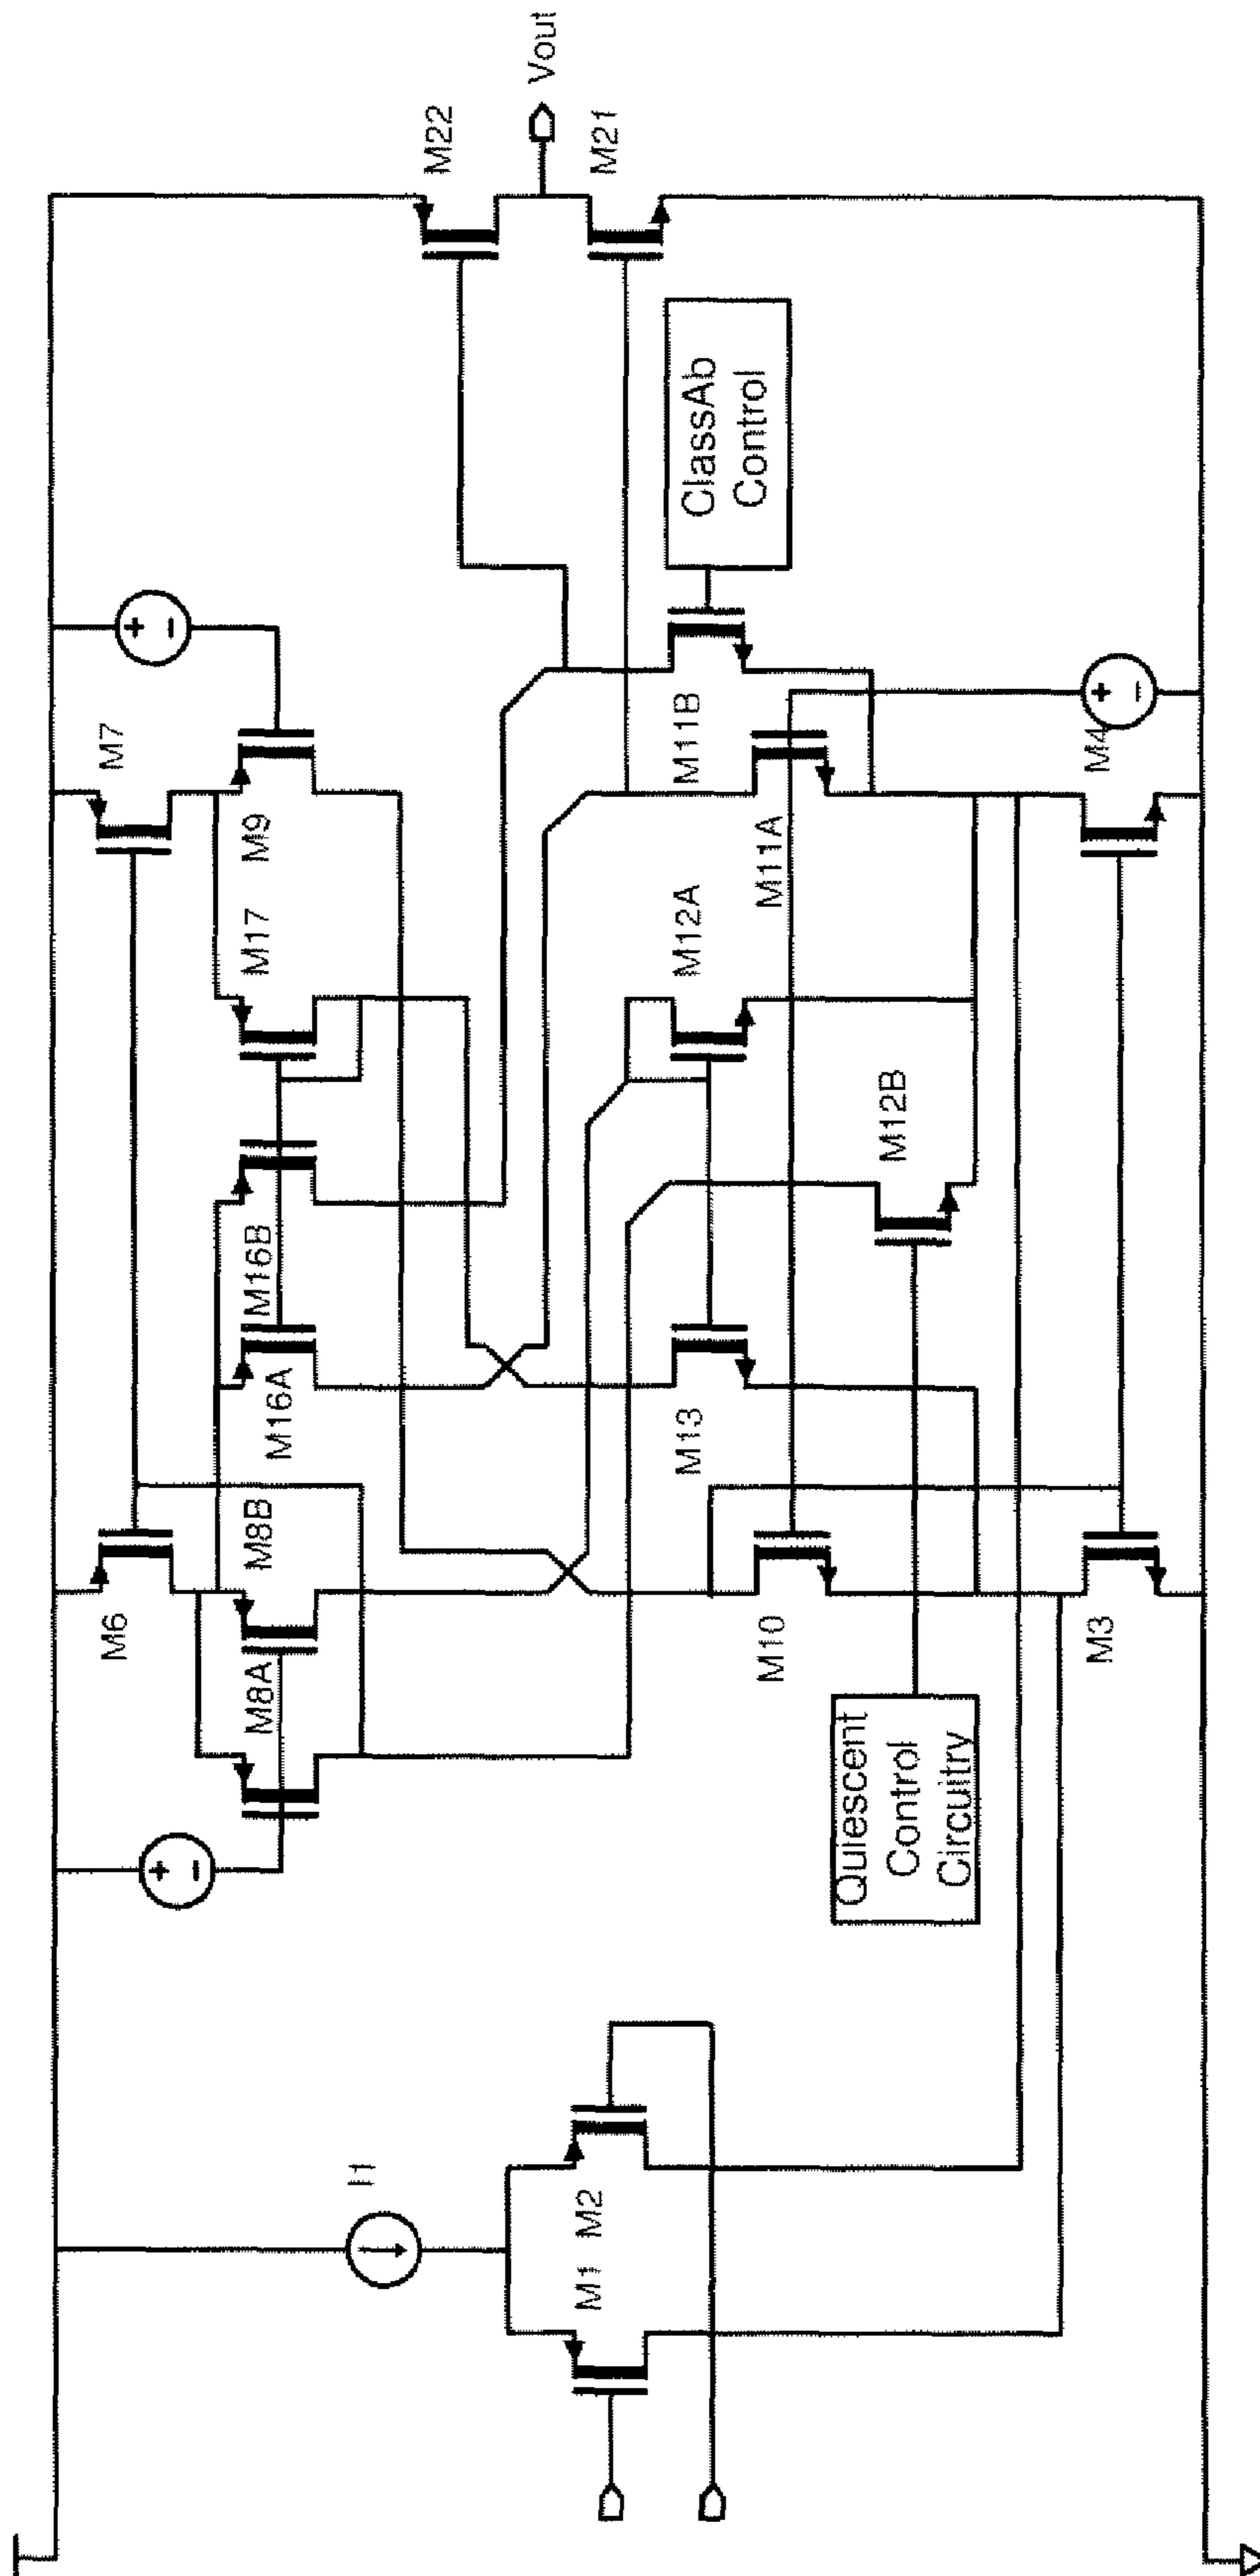 Vout
M22
M21
ClassAb
Control
M7
M9
M17
M16B
M16A
M8B
M8A
M6
M11B
M11A
M12A
M12B
M13
M10
M4
M3
Quiescent
Control
Circuitry
I1
M1
M2